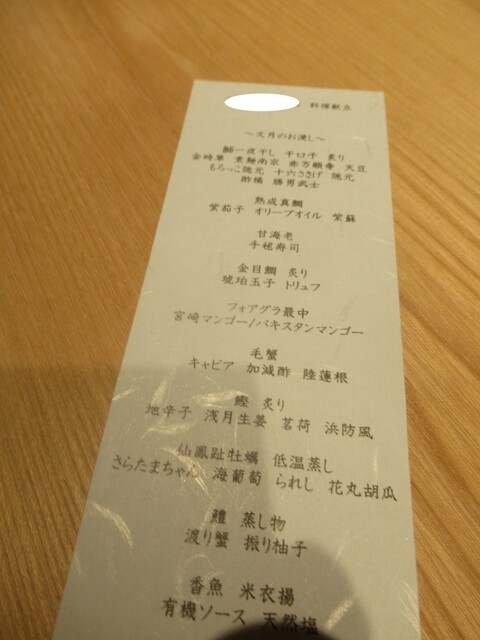 料理献立
～文月のお凌し～
鱧一夜干し 干口子 炙り
金時草 素麺南京 赤万願寺 天豆
もろっこ隠元 十六ささげ 隠元
酢橘 勝男武士
熟成真鯛
紫茄子 オリーブオイル 紫蘇
甘海老
手毬寿司
金目鯛 炙り
琥珀玉子 トリュフ
フォアグラ最中
宮崎マンゴー/パキスタンマンゴー
毛蟹
キャビア 加減酢 陸蓮根
鰹 炙り
地辛子 浅月生姜 茗荷 浜防風
仙鳳趾牡蠣 低温蒸し
さらたまちゃん 海葡萄 られし 花丸胡瓜
鱧 蒸し物
渡り蟹 振り柚子
香魚 米衣揚
有機ソース 天然塩